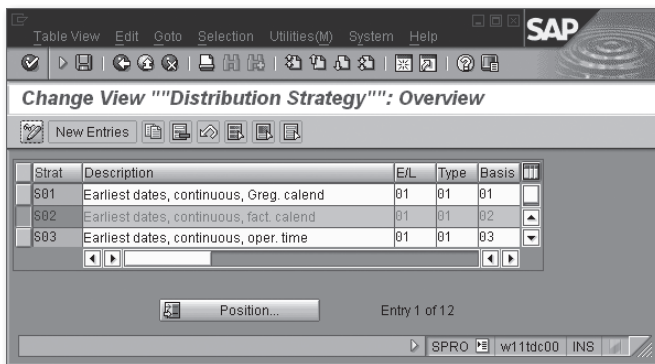 Table View Edit Goto Selection Utilities(M) System Help
SAP
Change View ""Distribution Strategy"": Overview
New Entries
Strat Description E/L Type Basis
S01 Earliest dates, continuous, Greg. calend 01 01 01
S02 Earliest dates, continuous, fact. calend 01 01 02
S03 Earliest dates, continuous, oper. time 01 01 03
Position... Entry 1 of 12
SPRO w11tdc00 INS